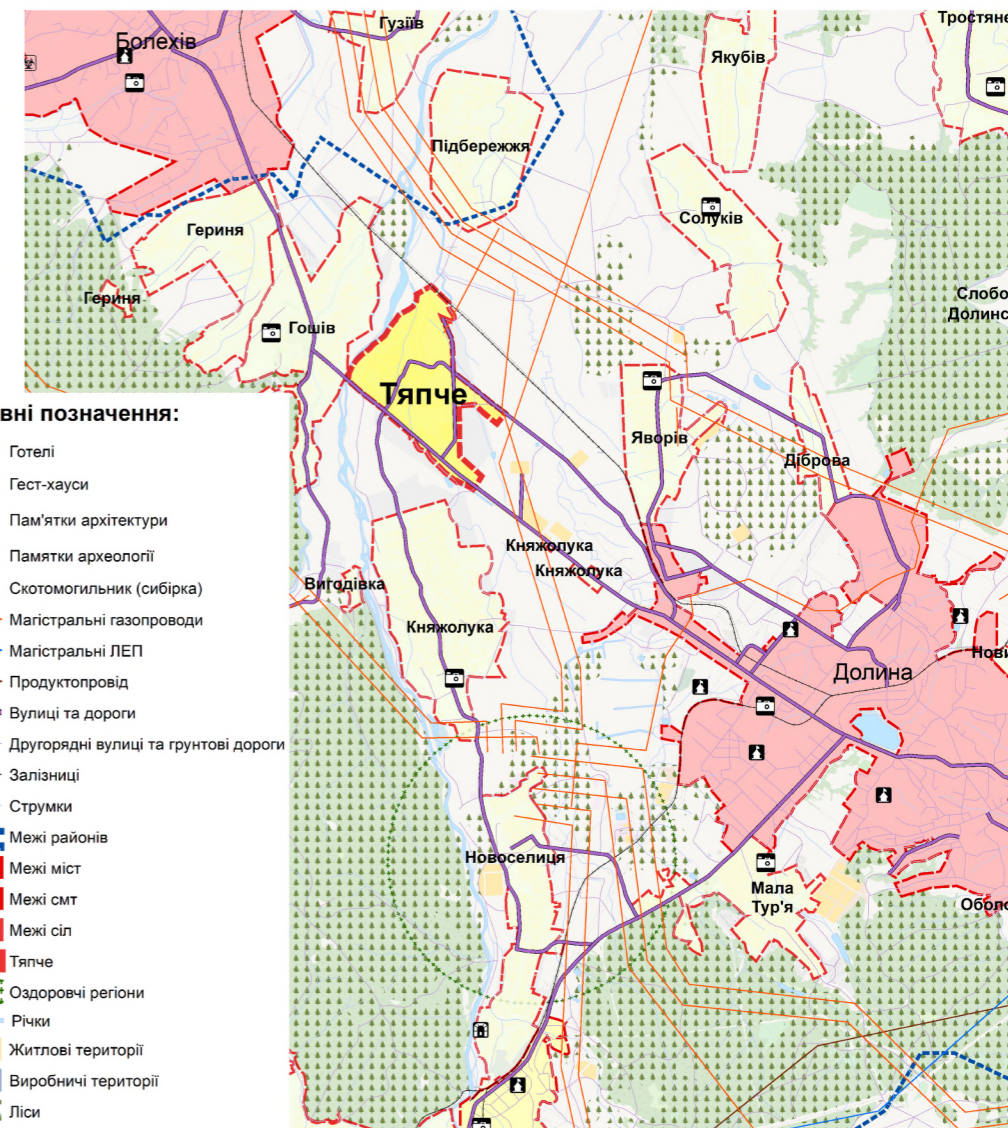 Гузіїв
Тростяне
Болехів
Якубів
Підбережжя
Солуків
Гериня
Гериня
Слобо
Долинс
Гошів
Тяпче
Яворів
Діброва
Княжолука
Княжолука
Вигодівка
Княжолука
Нови
Долина
Новоселиця
Мала
Тур'я
Оболо
вні позначення:
Готелі
Гест-хауси
Пам'ятки архітектури
Памятки археології
Скотомогильник (сибірка)
Магістральні газопроводи
Магістральні ЛЕП
Продуктопровід
Вулиці та дороги
Другорядні вулиці та грунтові дороги
Залізниці
Струмки
Межі районів
Межі міст
Межі смт
Межі сіл
Тяпче
Оздоровчі регіони
Річки
Житлові території
Виробничі території
Ліси